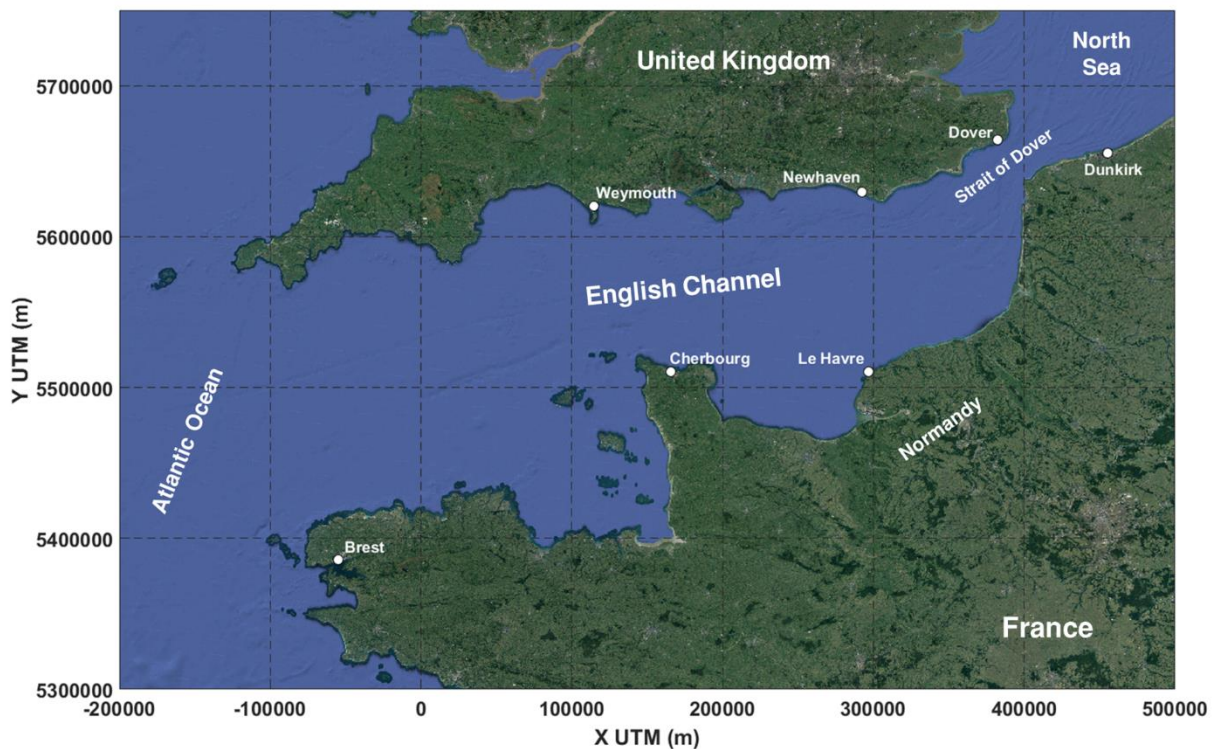 United Kingdom
North
Sea
5700000
Dover
Strait of Dover
Dunkirk
Newhaven
Weymouth
5600000
English Channel
Y UTM (m)
Cherbourg
Le Havre
5500000
Atlantic Ocean
Normandy
5400000
Brest
France
5300000
-200000 -100000 0 100000 200000 300000 400000 500000
X UTM (m)